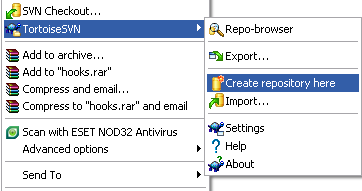 SVN Checkout...
TortoiseSVN
Add to archive...
Add to "hooks.rar"
Compress and email...
Compress to "hooks.rar" and email
Scan with ESET NOD32 Antivirus
Advanced options
Send To
Repo-browser
Export...
Create repository here
Import...
Settings
Help
About